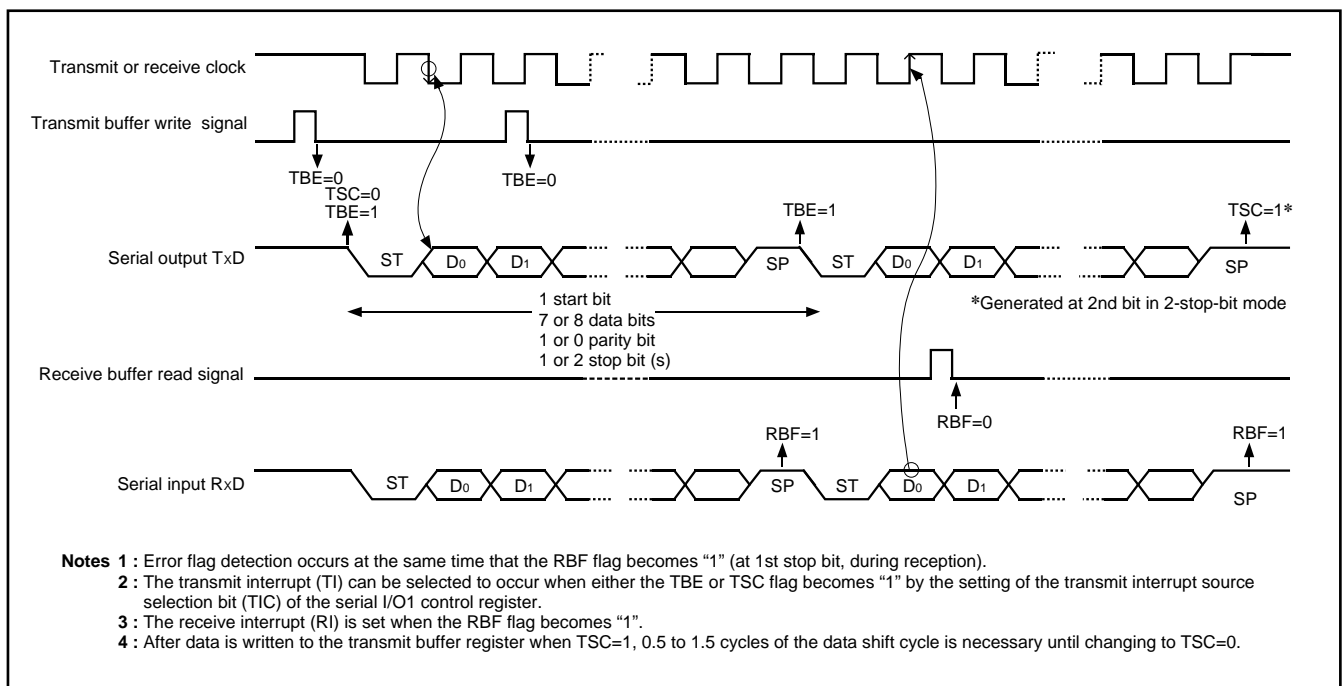 Transmit or receive clock
Transmit buffer write signal
TBE=0
TSC=0
TBE=1
TBE=0
TBE=1
TSC=1*
Serial output TxD
ST
D0
D1
SP
ST
D0
D1
SP
1 start bit
7 or 8 data bits
1 or 0 parity bit
1 or 2 stop bit (s)
*Generated at 2nd bit in 2-stop-bit mode
Receive buffer read signal
RBF=0
RBF=1
RBF=1
Serial input RxD
ST
D0
D1
SP
ST
D0
D1
SP
Notes 1 : Error flag detection occurs at the same time that the RBF flag becomes “1” (at 1st stop bit, during reception).
2 : The transmit interrupt (TI) can be selected to occur when either the TBE or TSC flag becomes “1” by the setting of the transmit interrupt source
selection bit (TIC) of the serial I/O1 control register.
3 : The receive interrupt (RI) is set when the RBF flag becomes “1”.
4 : After data is written to the transmit buffer register when TSC=1, 0.5 to 1.5 cycles of the data shift cycle is necessary until changing to TSC=0.